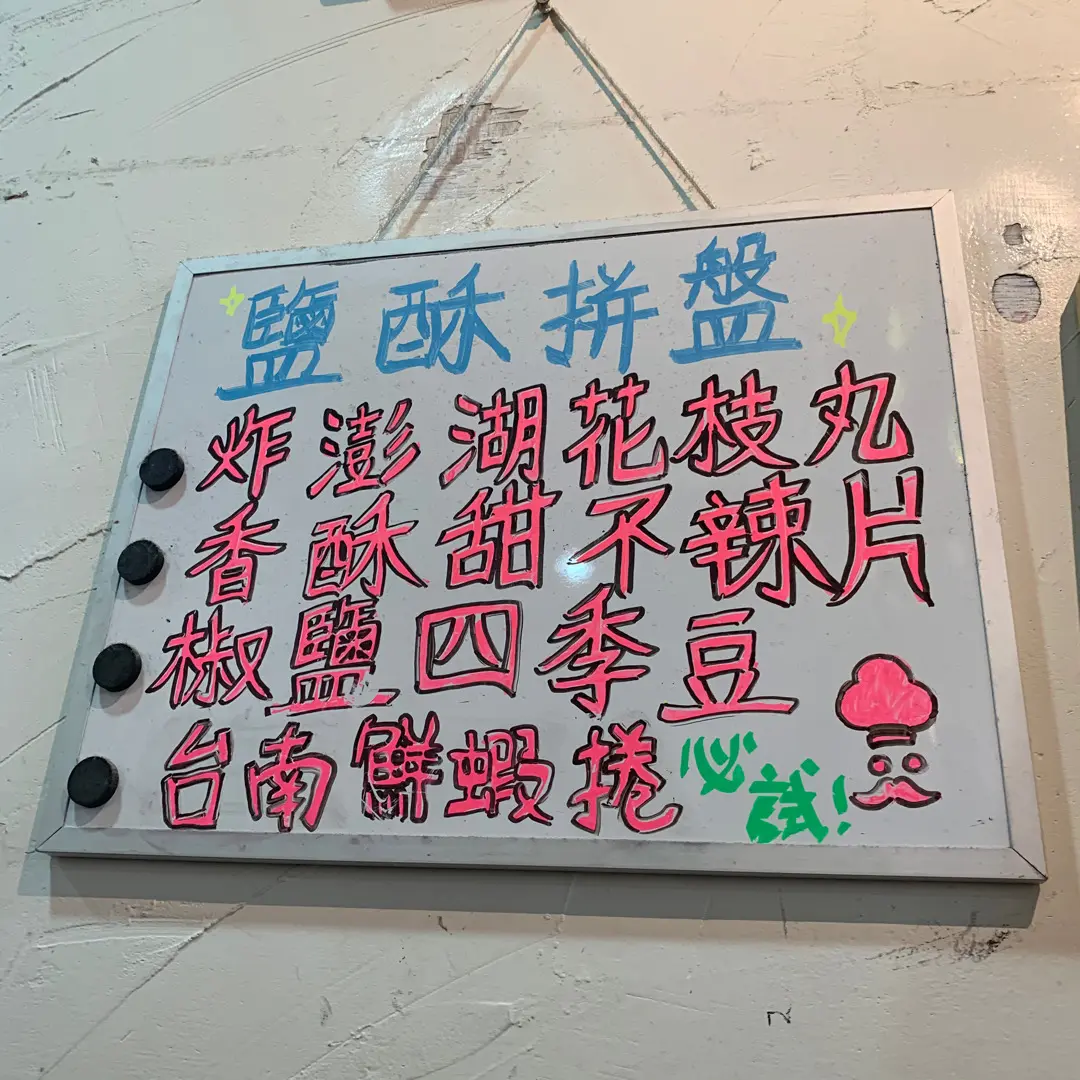 鹽酥拼盤
炸澎湖花枝丸
香酥甜不辣片
椒鹽四季豆
台南鮮蝦捲 必試!